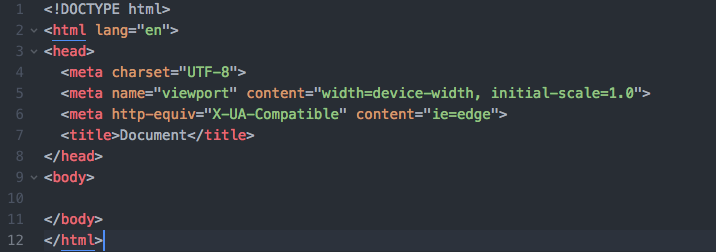 1 <!DOCTYPE html>
2 <html lang="en">
3 <head>
4   <meta charset="UTF-8">
5   <meta name="viewport" content="width=device-width, initial-scale=1.0">
6   <meta http-equiv="X-UA-Compatible" content="ie=edge">
7   <title>Document</title>
8 </head>
9 <body>
10
11 </body>
12 </html>